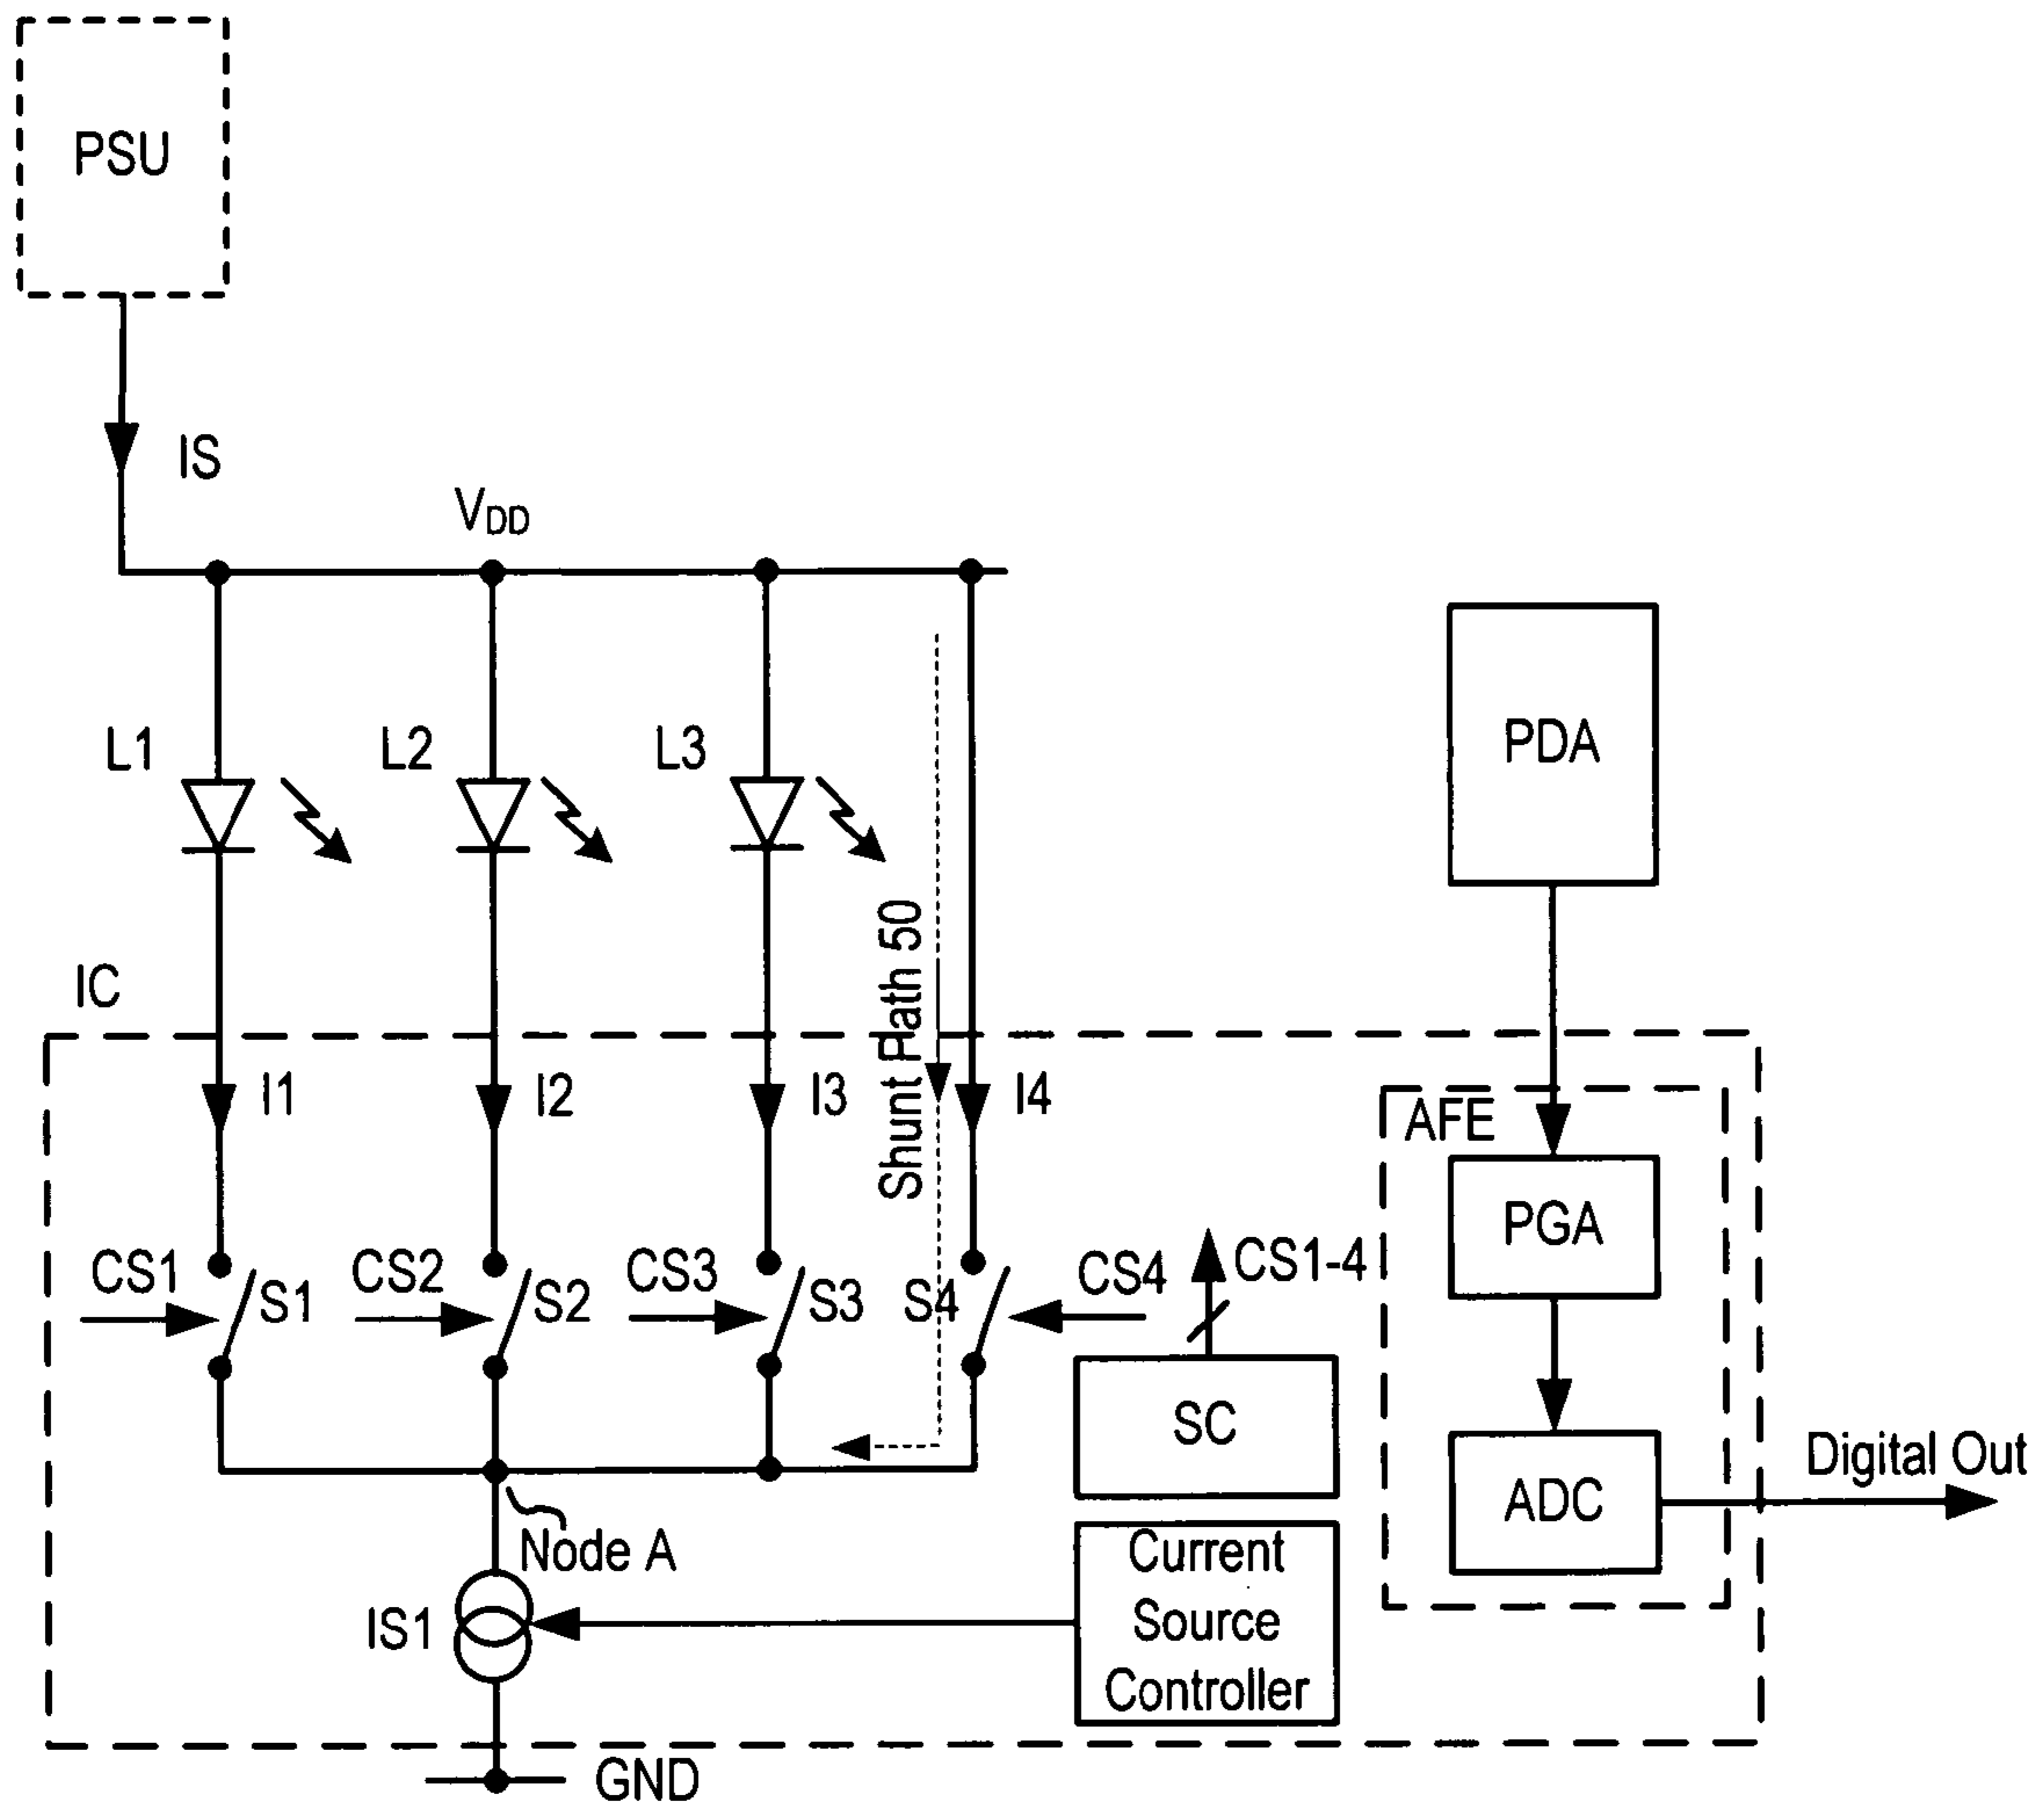 PSU
IS
VDD
L1
L2
L3
PDA
Shunt Path 50
IC
I1
I2
I3
I4
AFE
PGA
CS1
S1
CS2
S2
CS3
S3
S4
CS4
CS1-4
SC
ADC
Digital Out
Node A
IS1
Current
Source
Controller
GND